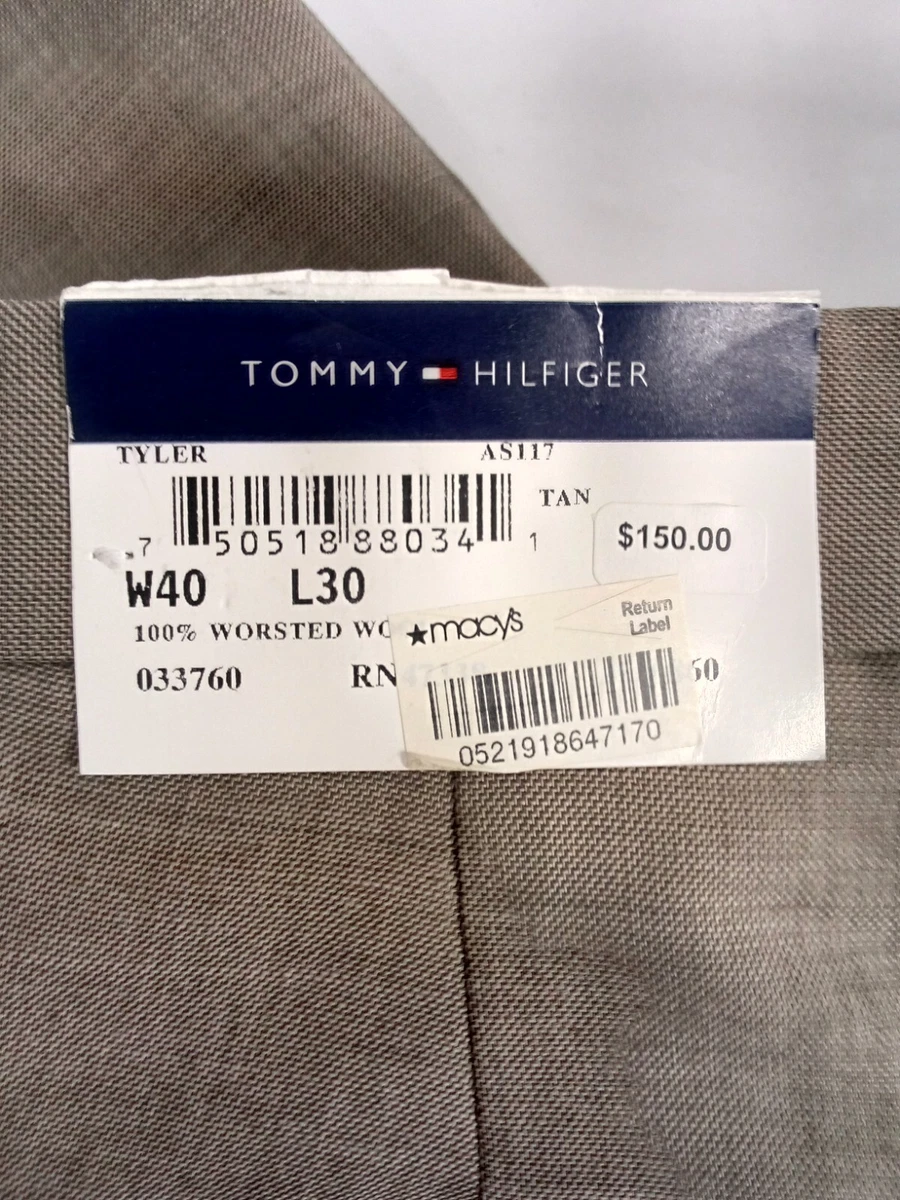 TOMMY HILFIGER
TYLER AS117
TAN
7 50518 88034 1
$150.00
W40 L30
100% WORSTED
macy's Return Label
033760 RN
0521918647170